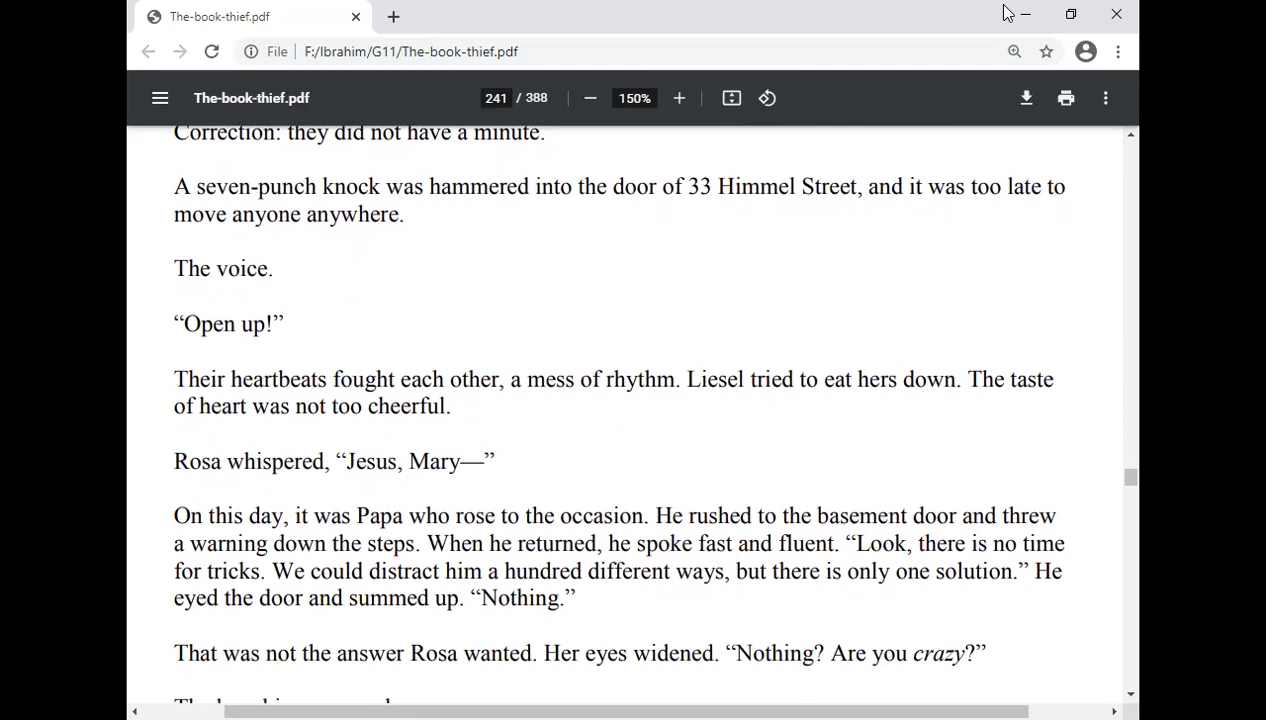 The-book-thief.pdf
File F:/Ibrahim/G11/The-book-thief.pdf
The-book-thief.pdf 241 / 388 150%
Correction: they did not have a minute.
A seven-punch knock was hammered into the door of 33 Himmel Street, and it was too late to
move anyone anywhere.
The voice.
“Open up!”
Their heartbeats fought each other, a mess of rhythm. Liesel tried to eat hers down. The taste
of heart was not too cheerful.
Rosa whispered, “Jesus, Mary—”
On this day, it was Papa who rose to the occasion. He rushed to the basement door and threw
a warning down the steps. When he returned, he spoke fast and fluent. “Look, there is no time
for tricks. We could distract him a hundred different ways, but there is only one solution.” He
eyed the door and summed up. “Nothing.”
That was not the answer Rosa wanted. Her eyes widened. “Nothing? Are you crazy?”